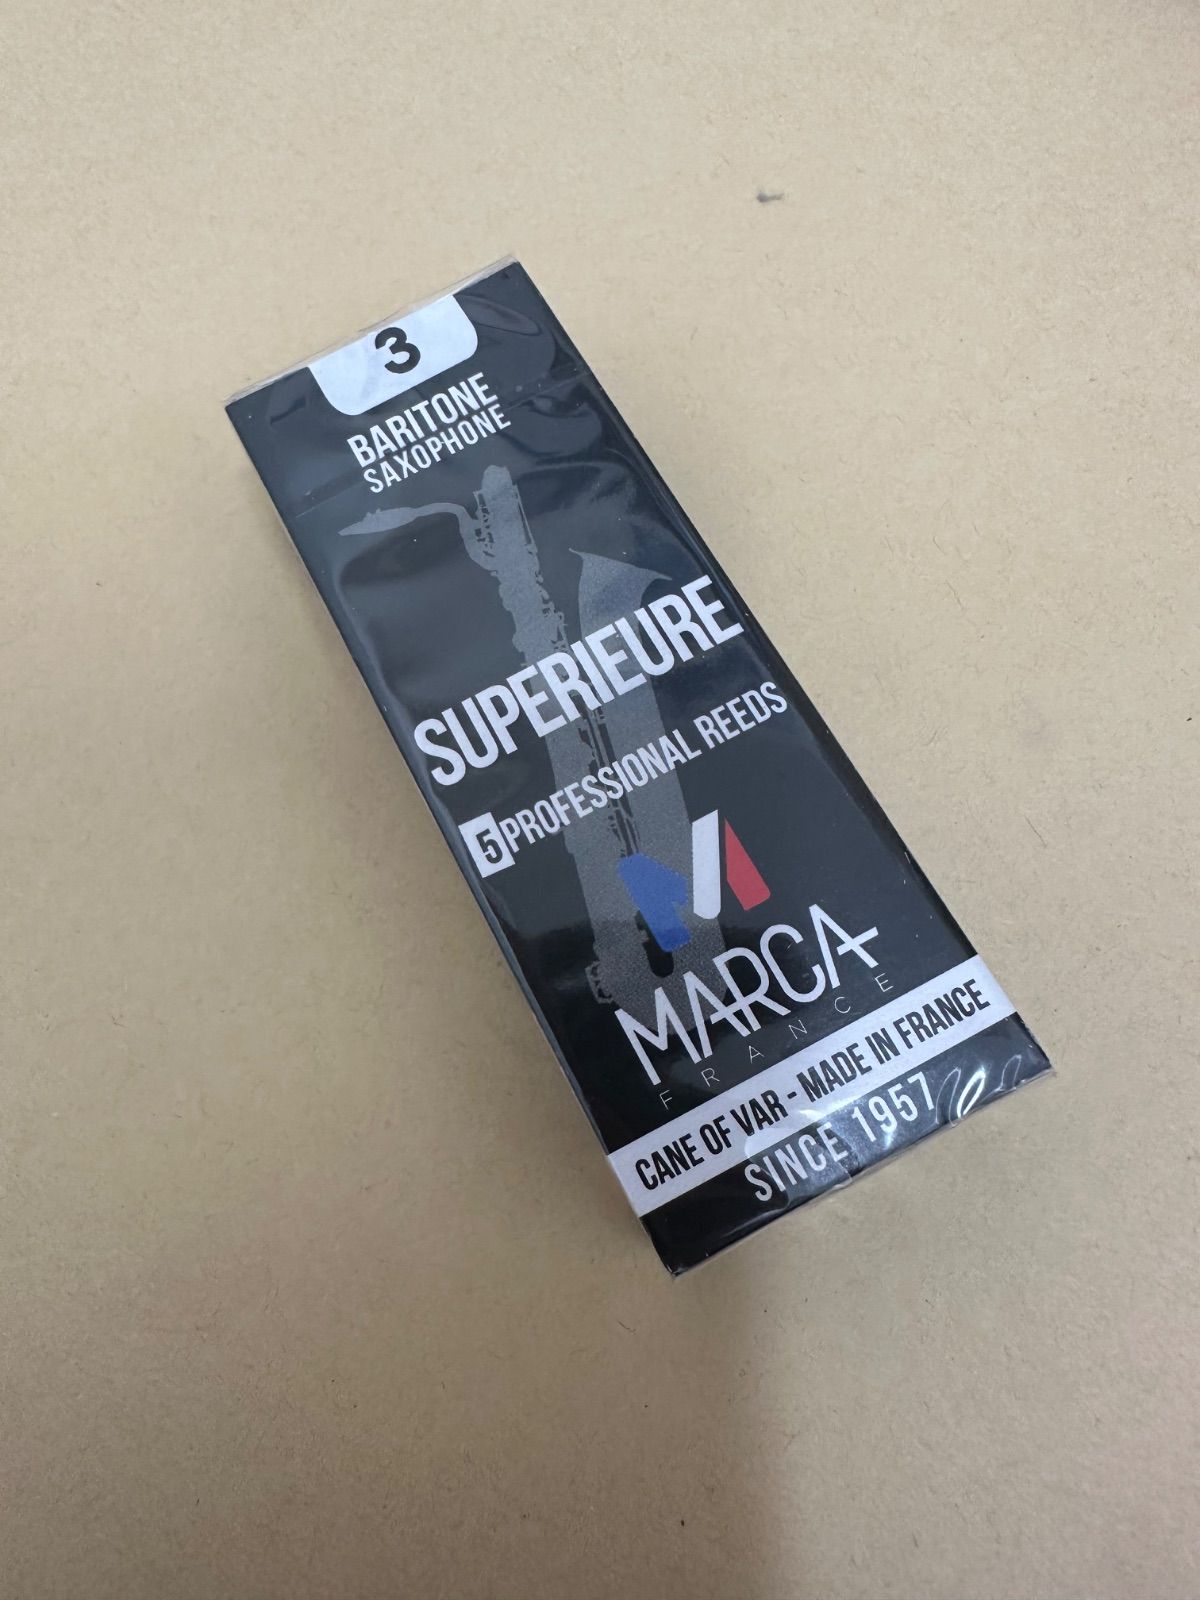 3
BARITONE
SAXOPHONE
SUPERIEURE
5 PROFESSIONAL REEDS
MARCA
FRANCE
CANE OF VAR - MADE IN FRANCE
SINCE 1957